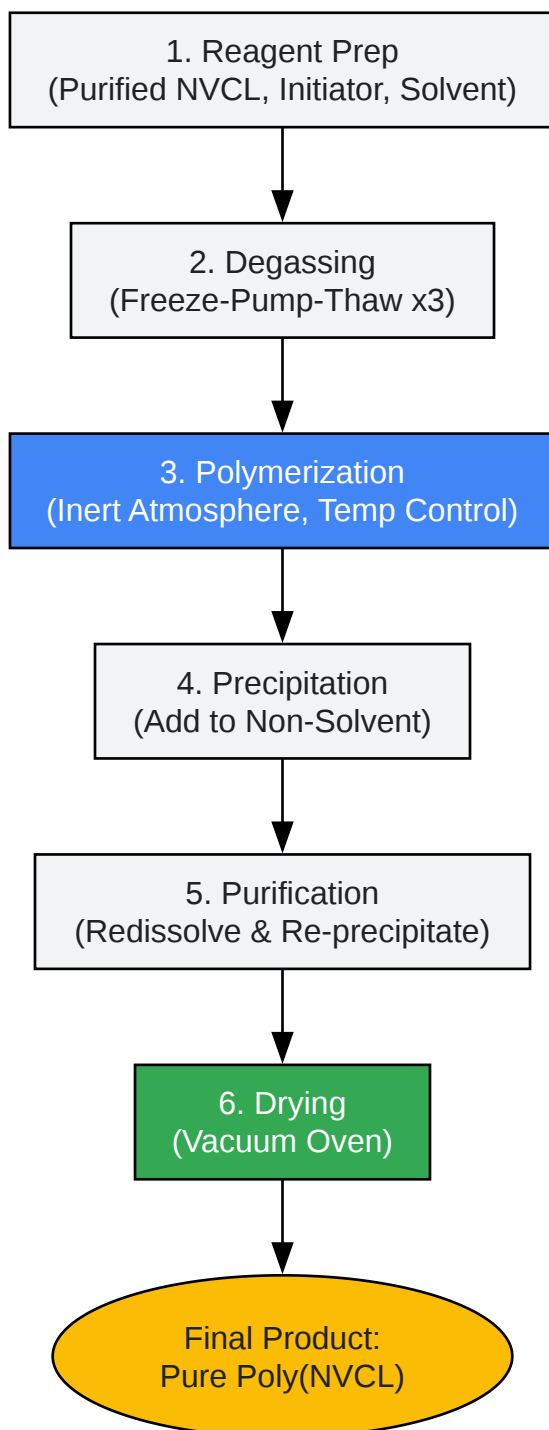 1. Reagent Prep
(Purified NVCL, Initiator, Solvent)
2. Degassing
(Freeze-Pump-Thaw x3)
3. Polymerization
(Inert Atmosphere, Temp Control)
4. Precipitation
(Add to Non-Solvent)
5. Purification
(Redissolve & Re-precipitate)
6. Drying
(Vacuum Oven)
Final Product:
Pure Poly(NVCL)